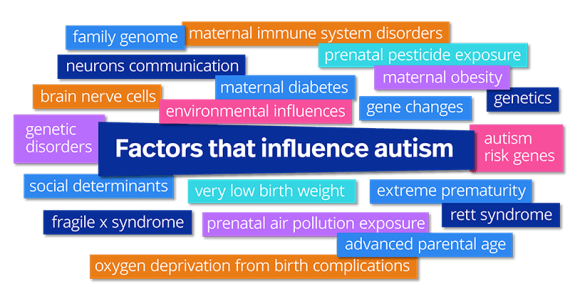 family genome
maternal immune system disorders
neurons communication
prenatal pesticide exposure
maternal obesity
brain nerve cells
maternal diabetes
genetics
environmental influences
gene changes
genetic
disorders
Factors that influence autism
autism
risk genes
social determinants
very low birth weight
extreme prematurity
fragile x syndrome
prenatal air pollution exposure
rett syndrome
advanced parental age
oxygen deprivation from birth complications